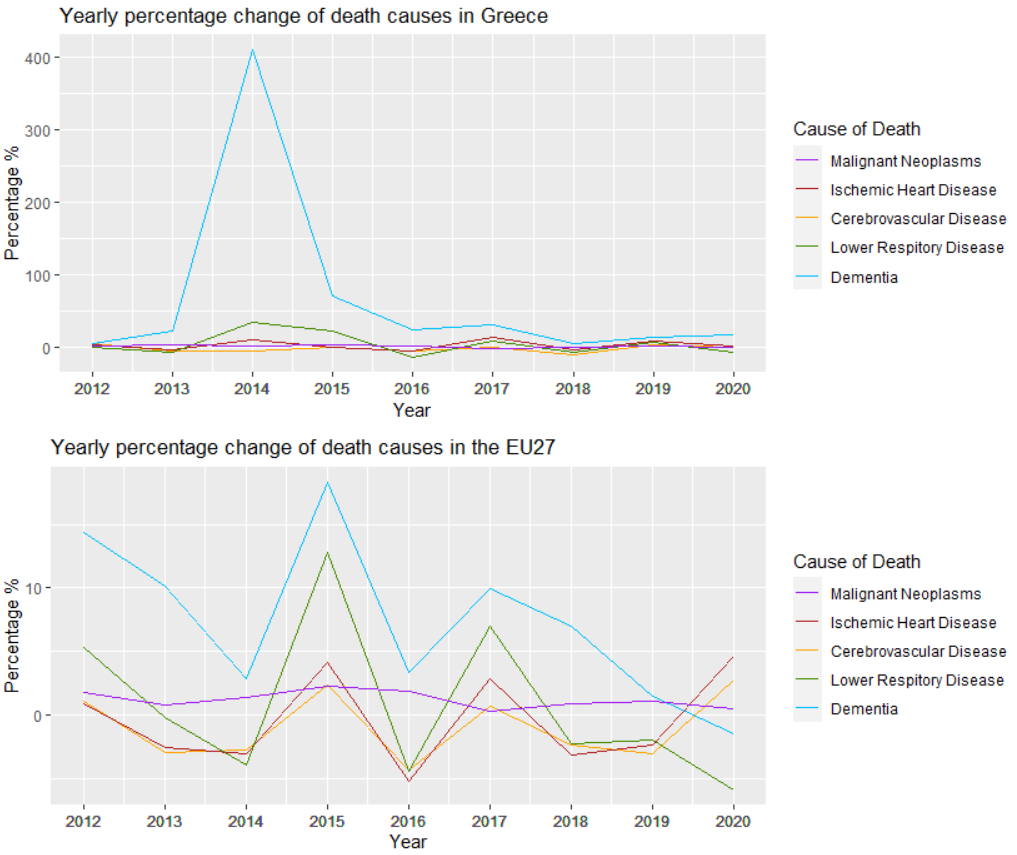 Yearly percentage change of death causes in Greece
400
300
200
100
0
Percentage %
2012 2013 2014 2015 2016 2017 2018 2019 2020
Year
Cause of Death
Malignant Neoplasms
Ischemic Heart Disease
Cerebrovascular Disease
Lower Respitory Disease
Dementia
Yearly percentage change of death causes in the EU27
10
0
Percentage %
2012 2013 2014 2015 2016 2017 2018 2019 2020
Year
Cause of Death
Malignant Neoplasms
Ischemic Heart Disease
Cerebrovascular Disease
Lower Respitory Disease
Dementia